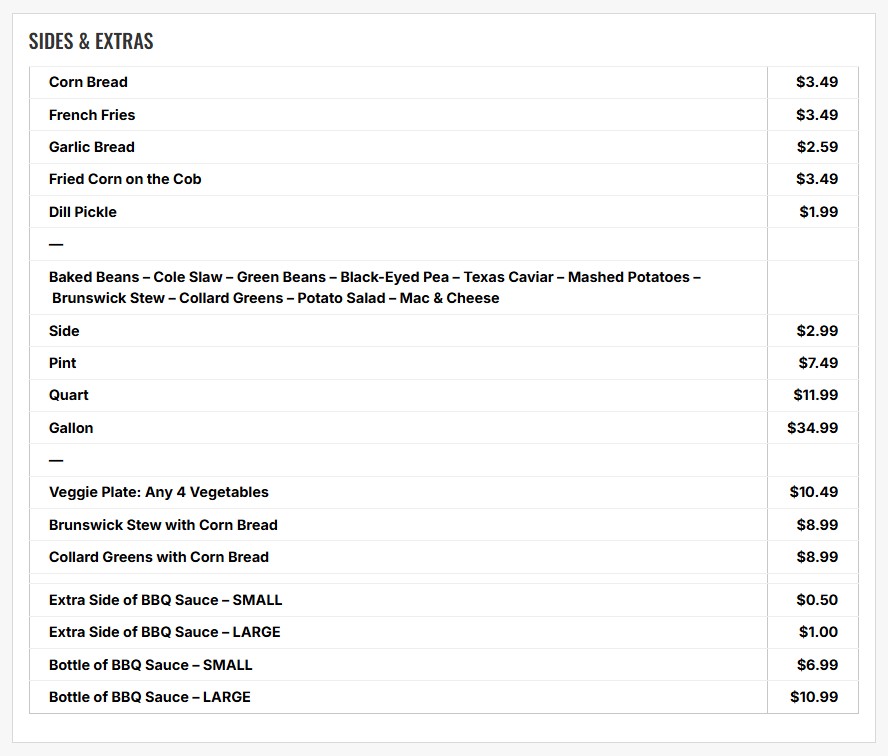 SIDES & EXTRAS
Corn Bread $3.49
French Fries $3.49
Garlic Bread $2.59
Fried Corn on the Cob $3.49
Dill Pickle $1.99
—
Baked Beans – Cole Slaw – Green Beans – Black-Eyed Pea – Texas Caviar – Mashed Potatoes –
Brunswick Stew – Collard Greens – Potato Salad – Mac & Cheese
Side $2.99
Pint $7.49
Quart $11.99
Gallon $34.99
—
Veggie Plate: Any 4 Vegetables $10.49
Brunswick Stew with Corn Bread $8.99
Collard Greens with Corn Bread $8.99
Extra Side of BBQ Sauce – SMALL $0.50
Extra Side of BBQ Sauce – LARGE $1.00
Bottle of BBQ Sauce – SMALL $6.99
Bottle of BBQ Sauce – LARGE $10.99